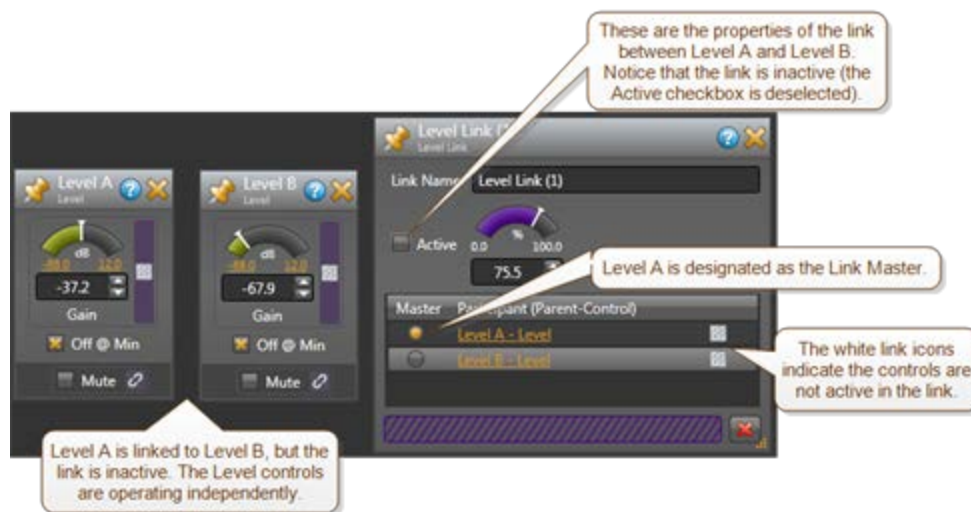 These are the properties of the link
between Level A and Level B.
Notice that the link is inactive (the
Active checkbox is deselected).
Level A
Level
Level B
Level
Level Link
Level Link
Link Name
Level Link (1)
Active
%
0.0
100.0
75.5
dB
12.0
-37.2
Gain
Off @ Min
Mute
dB
12.0
-67.9
Gain
Off @ Min
Mute
Level A is designated as the Link Master.
Master
Participant (Parent-Control)
Level A - Level
Level B - Level
The white link icons
indicate the controls are
not active in the link.
Level A is linked to Level B, but the
link is inactive. The Level controls
are operating independently.